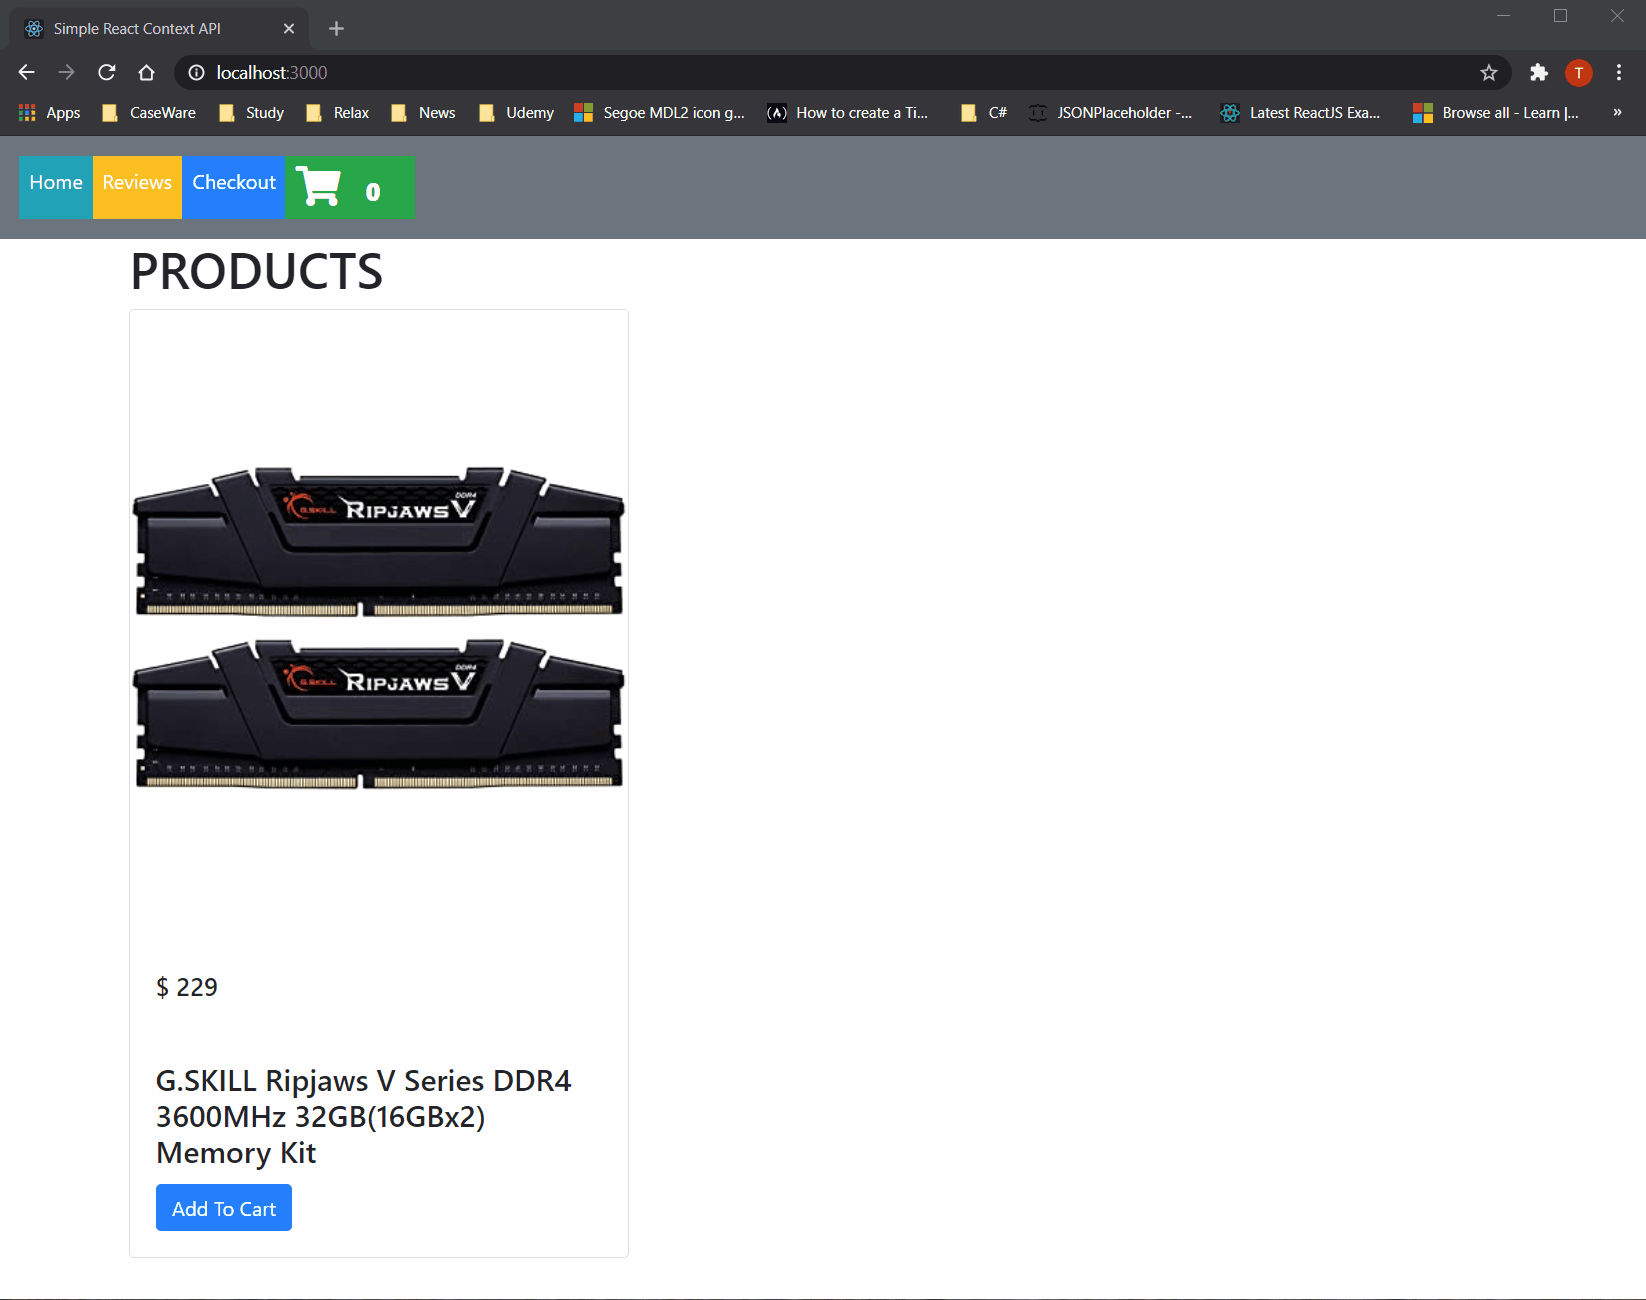 Simple React Context API
localhost:3000
T
Apps CaseWare Study Relax News Udemy Segoe MDL2 icon g... How to create a Ti... C# JSONPlaceholder -... Latest ReactJS Exa... Browse all - Learn |... »
Home Reviews Checkout 0
PRODUCTS
DDR4
G.SKILL RIPJAWS V
DDR4
G.SKILL RIPJAWS V
$ 229
G.SKILL Ripjaws V Series DDR4
3600MHz 32GB(16GBx2)
Memory Kit
Add To Cart